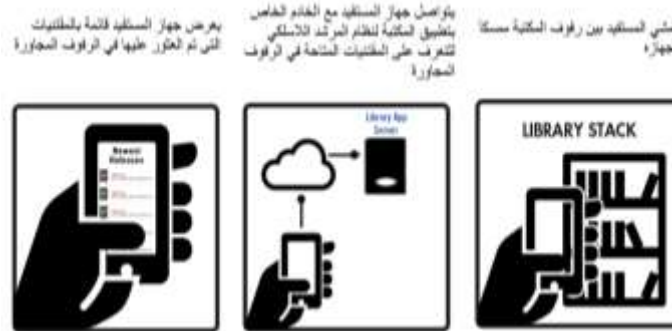 يمشي المستفيد بين رفوف المكتبة ممسكا
جهازه
يتواصل جهاز المستفيد مع الخادم الخاص
بتطبيق المكتبة لنظام المرشد اللاسلكي
للتعرف على المقتنيات المتاحة في الرفوف
المجاورة
يعرض جهاز المستفيد قائمة بالمقتنيات
التي تم العثور عليها في الرفوف المجاورة
LIBRARY STACK
Library App
Server
Newest
Releases